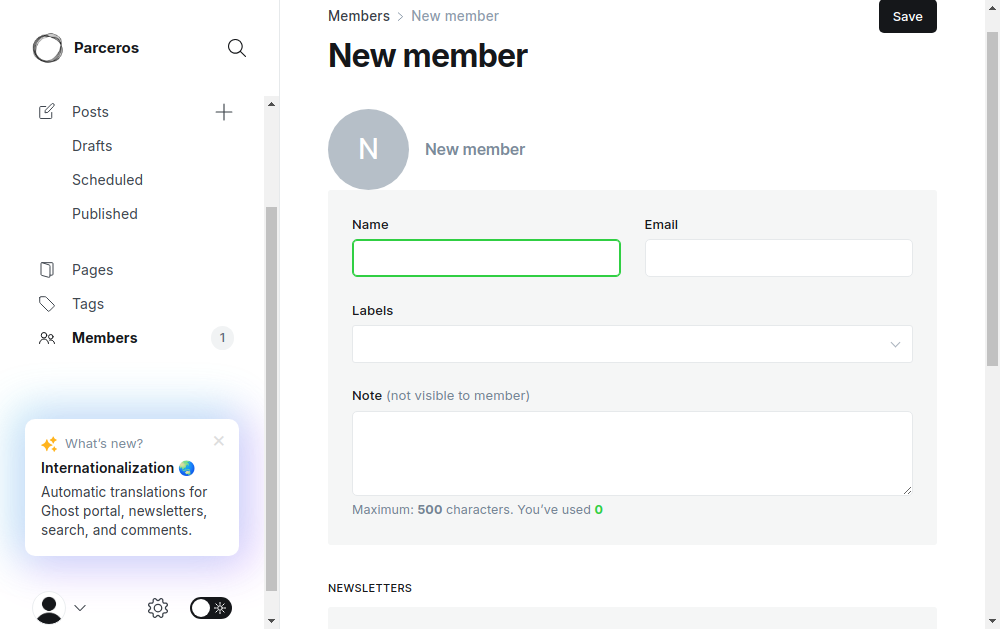 Parceros
Posts
Drafts
Scheduled
Published
Pages
Tags
Members
1
What's new?
Internationalization
Automatic translations for
Ghost portal, newsletters,
search, and comments.
Members
New member
Save
New member
N
New member
Name
Email
Labels
Note (not visible to member)
Maximum: 500 characters. You've used 0
NEWSLETTERS